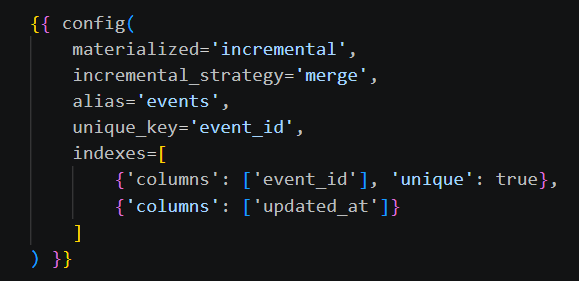 {{ config(
    materialized='incremental',
    incremental_strategy='merge',
    alias='events',
    unique_key='event_id',
    indexes=[
        {'columns': ['event_id'], 'unique': true},
        {'columns': ['updated_at']}
    ]
) }}